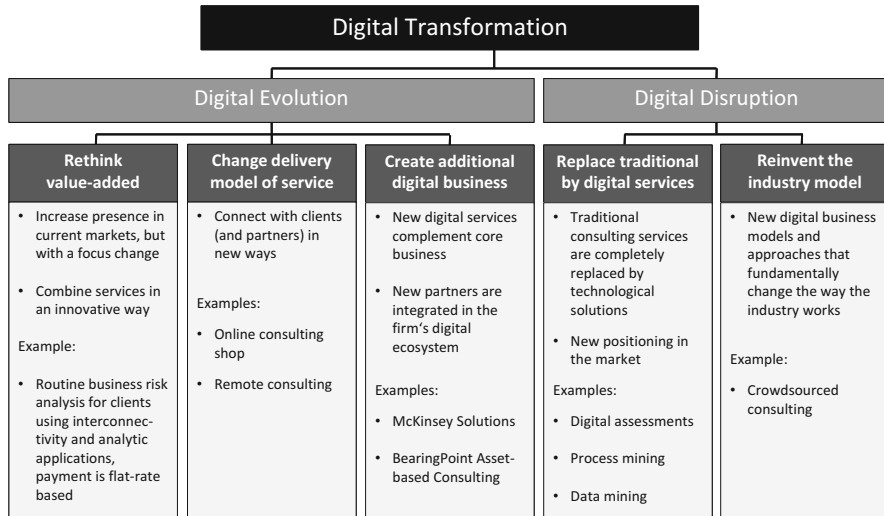 Digital Transformation
Digital Evolution
Digital Disruption
Rethink
value-added
• Increase presence in
current markets, but
with a focus change
• Combine services in
an innovative way
Example:
• Routine business risk
analysis for clients
using interconnec-
tivity and analytic
applications,
payment is flat-rate
based
Change delivery
model of service
• Connect with clients
(and partners) in
new ways
Examples:
• Online consulting
shop
• Remote consulting
Create additional
digital business
• New digital services
complement core
business
• New partners are
integrated in the
firm's digital
ecosystem
Examples:
• McKinsey Solutions
• BearingPoint Asset-
based Consulting
Replace traditional
by digital services
• Traditional
consulting services
are completely
replaced by
technological
solutions
• New positioning in
the market
Examples:
• Digital assessments
• Process mining
• Data mining
Reinvent the
industry model
• New digital business
models and
approaches that
fundamentally
change the way the
industry works
Example:
• Crowdsourced
consulting